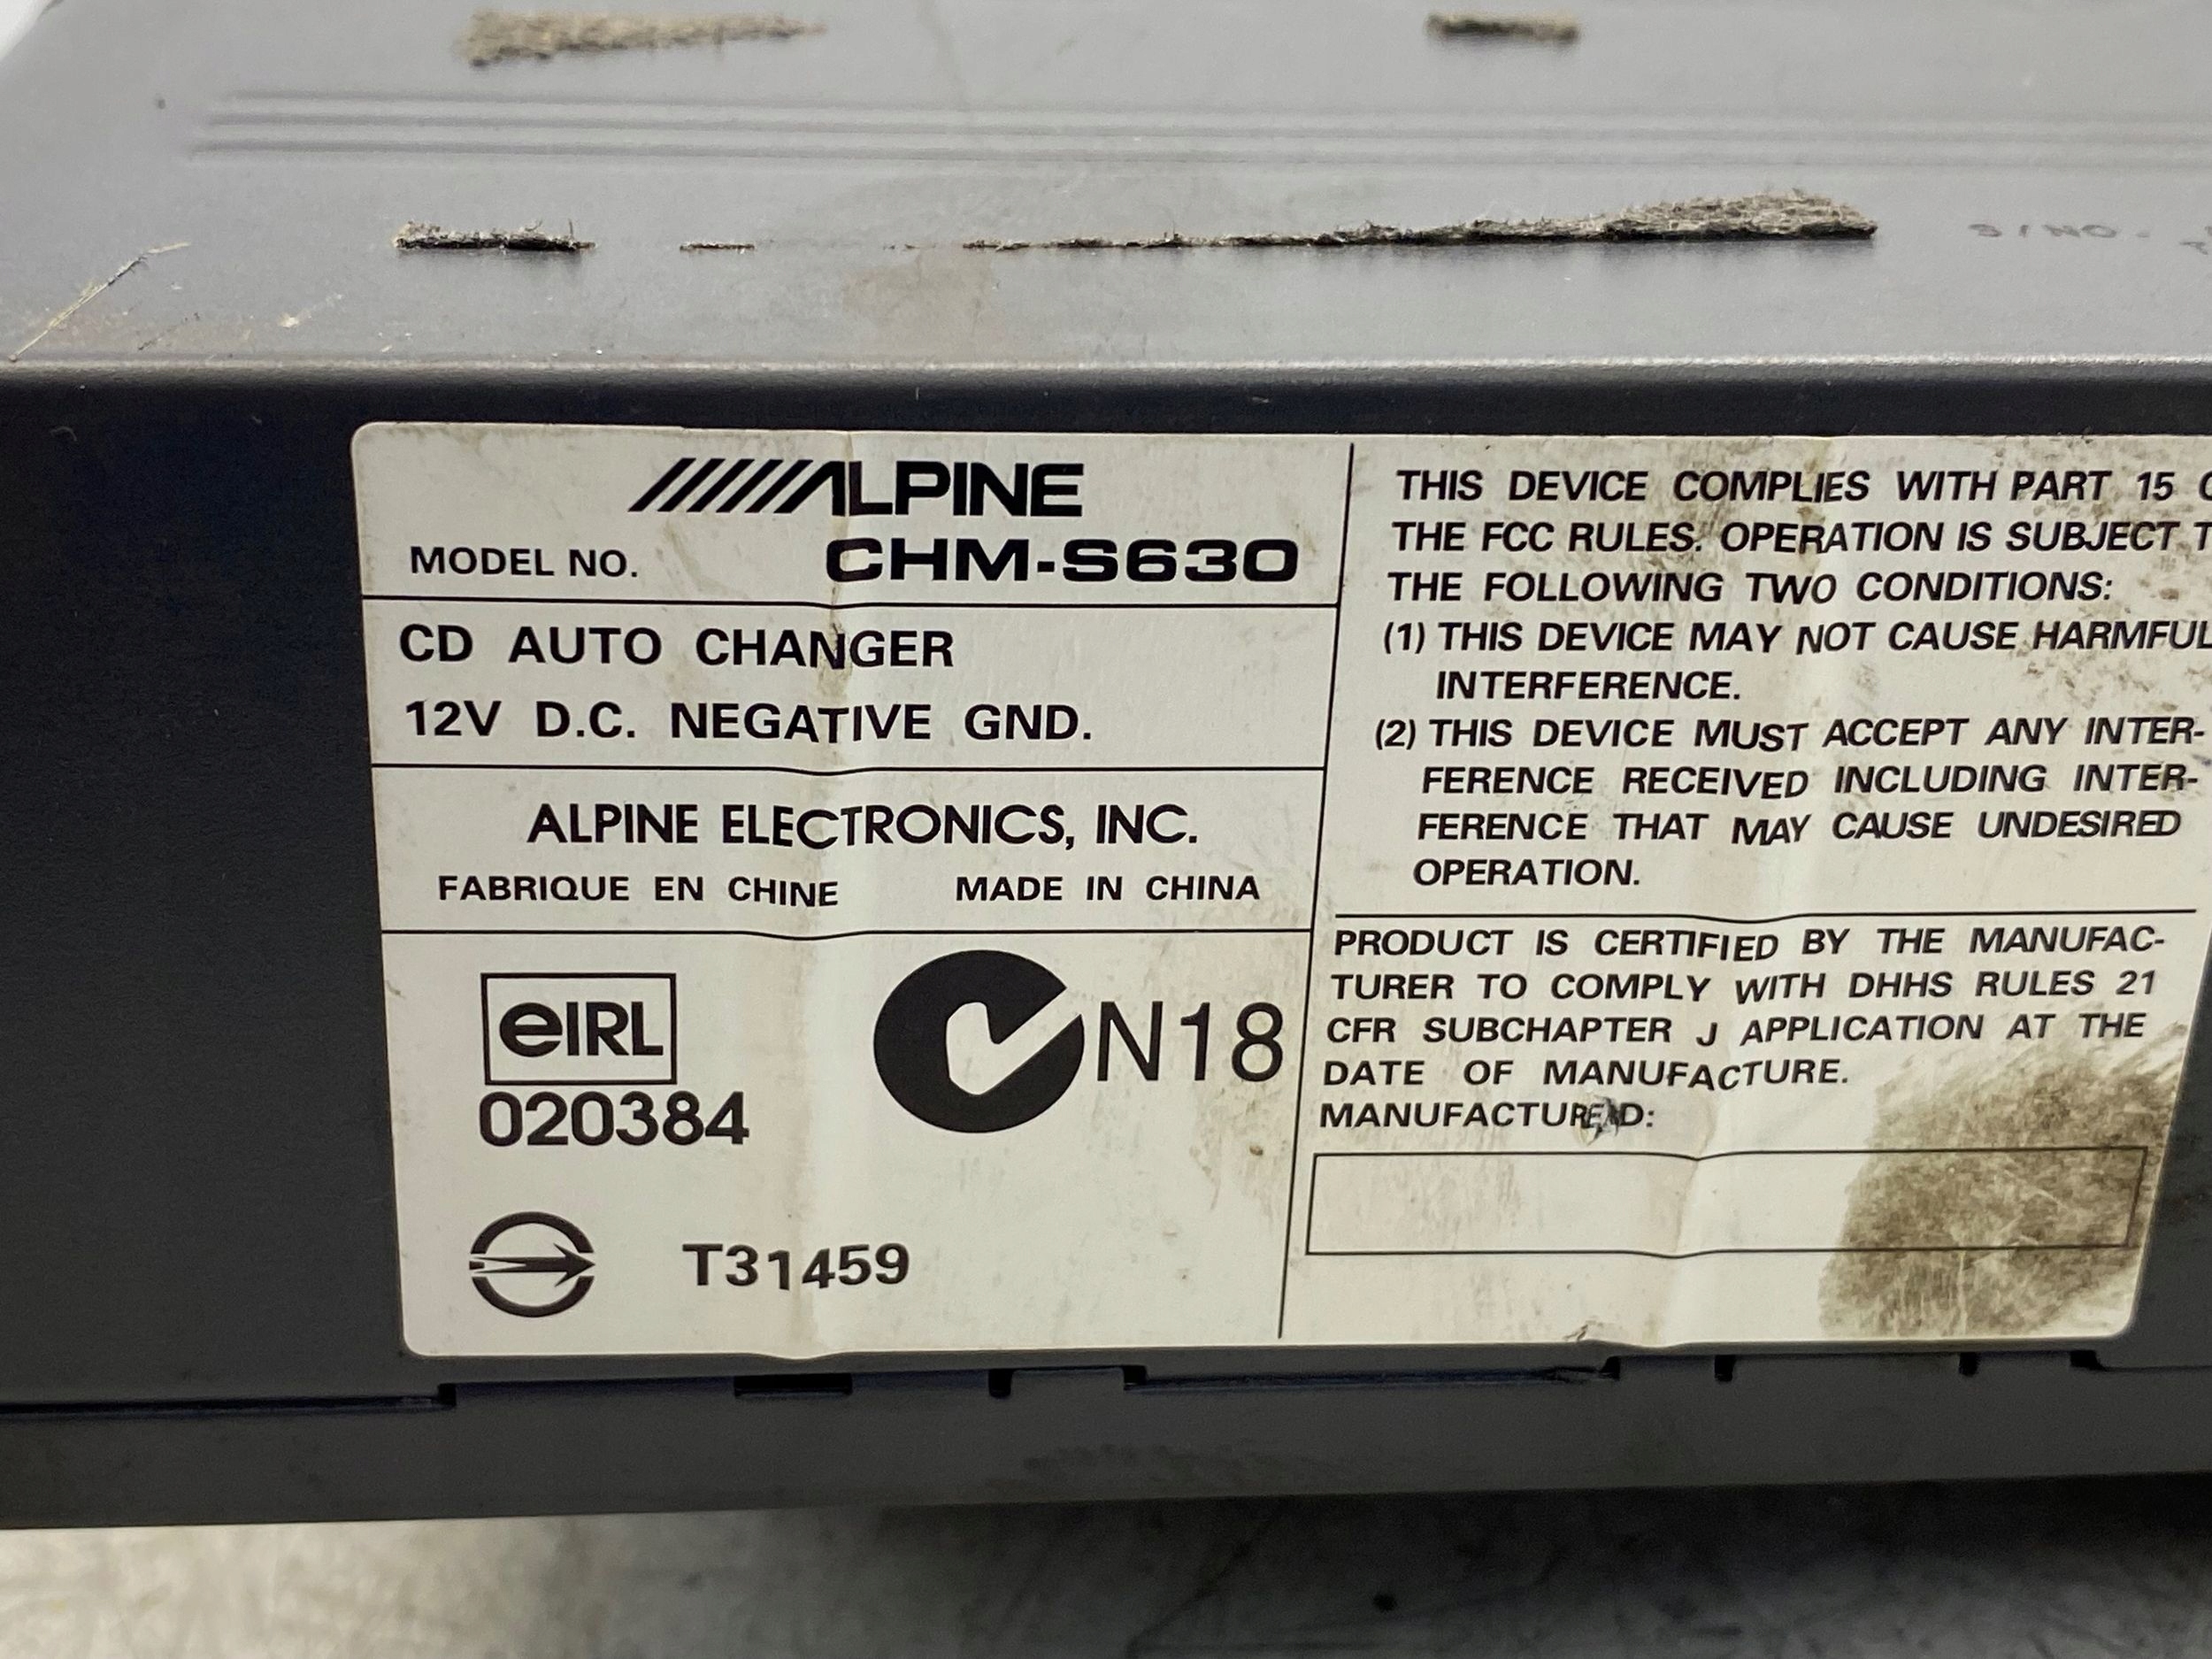 ALPINE
MODEL NO. CHM-S630
CD AUTO CHANGER
12V D.C. NEGATIVE GND.
ALPINE ELECTRONICS, INC.
FABRIQUE EN CHINE MADE IN CHINA
eIRL
020384
N18
T31459
THIS DEVICE COMPLIES WITH PART 15
THE FCC RULES. OPERATION IS SUBJECT
THE FOLLOWING TWO CONDITIONS:
(1) THIS DEVICE MAY NOT CAUSE HARMFUL
INTERFERENCE.
(2) THIS DEVICE MUST ACCEPT ANY INTER-
FERENCE RECEIVED INCLUDING INTER-
FERENCE THAT MAY CAUSE UNDESIRED
OPERATION.
PRODUCT IS CERTIFIED BY THE MANUFAC-
TURER TO COMPLY WITH DHHS RULES 21
CFR SUBCHAPTER J APPLICATION AT THE
DATE OF MANUFACTURE.
MANUFACTURED: